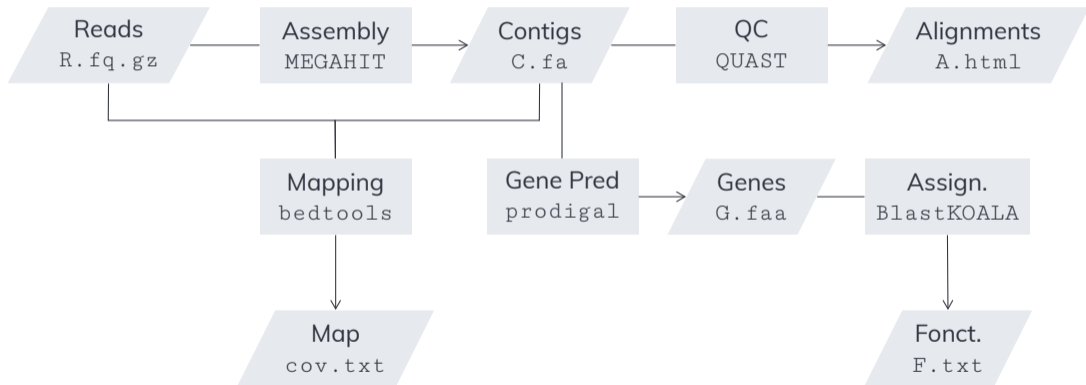 Reads
R.fq.gz
Assembly
MEGAHIT
Contigs
C.fa
QC
QUAST
Alignments
A.html
Mapping
bedtools
Gene Pred
prodigal
Genes
G.faa
Assign.
BlastKOALA
Map
cov.txt
Fonct.
F.txt